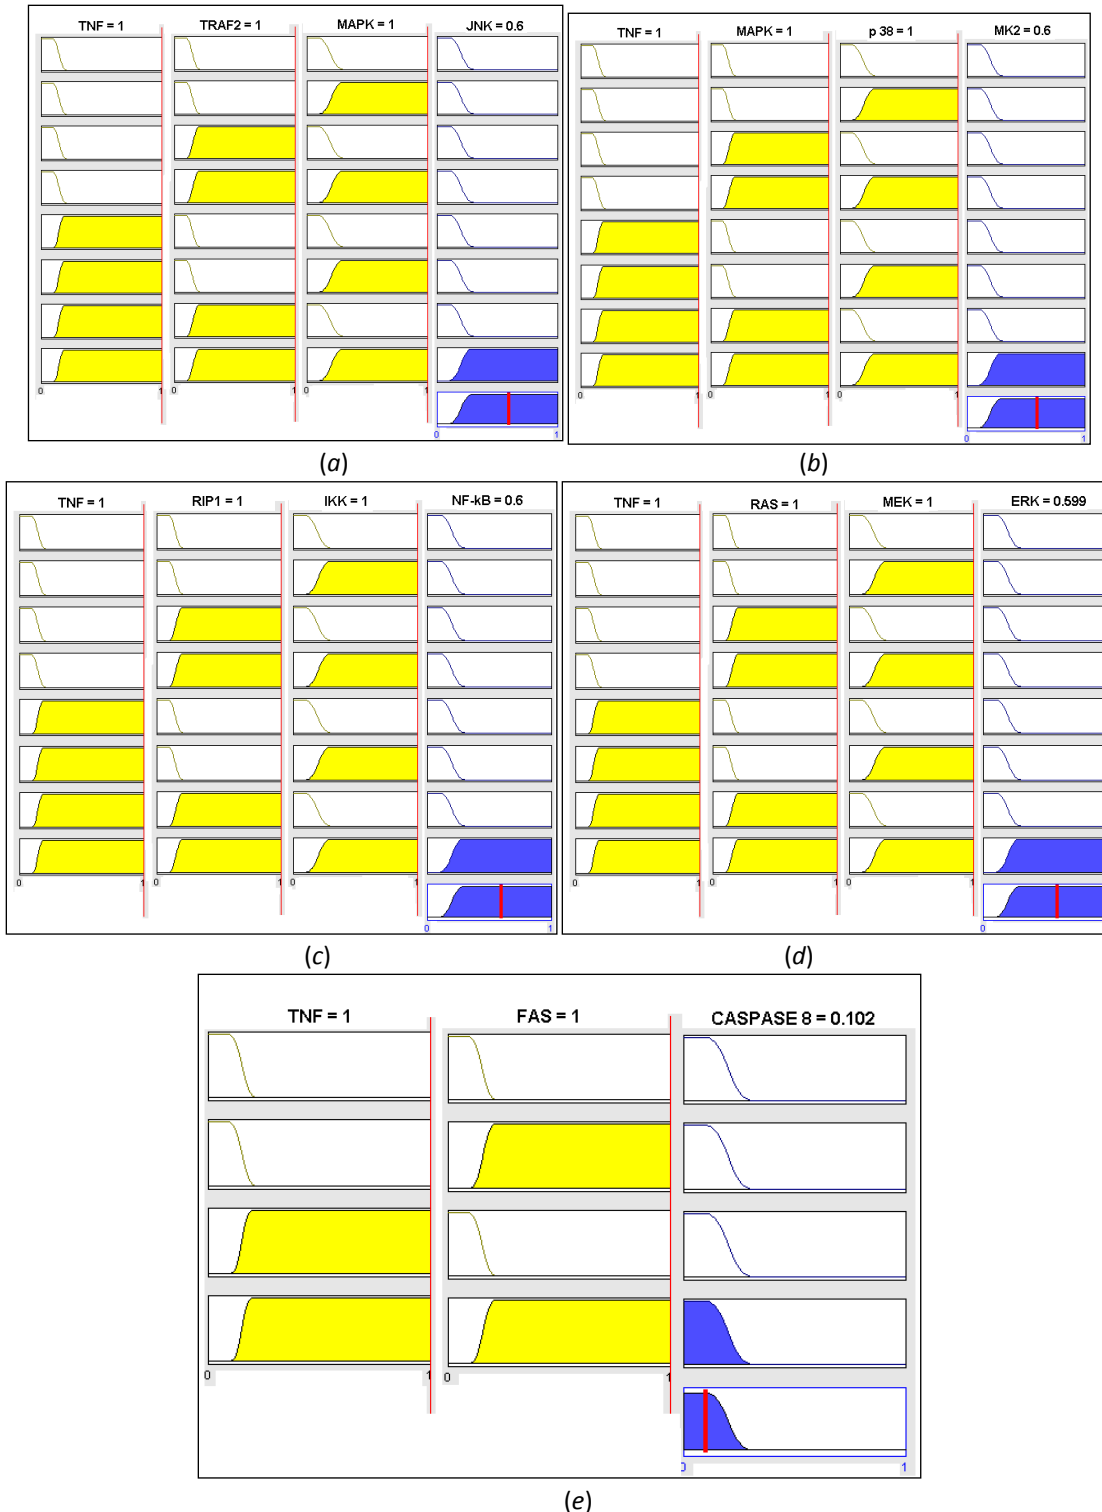 TNF = 1 TRAF2 = 1 MAPK = 1 JNK = 0.6
0 1 0 1 0 1
0 1
(a)
TNF = 1 MAPK = 1 p 38 = 1 MK2 = 0.6
0 1 0 1 0 1
0 1
(b)
TNF = 1 RIP1 = 1 IKK = 1 NF-kB = 0.6
0 1 0 1 0 1
0 1
(c)
TNF = 1 RAS = 1 MEK = 1 ERK = 0.599
0 1 0 1 0 1
0
(d)
TNF = 1 FAS = 1 CASPASE 8 = 0.102
0 1 0 1
0 1
(e)